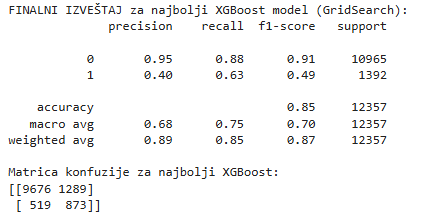 FINALNI IZVEŠTAJ za najbolji XGBoost model (GridSearch):
precision recall f1-score support
0 0.95 0.88 0.91 10965
1 0.40 0.63 0.49 1392
accuracy 0.85 12357
macro avg 0.68 0.75 0.70 12357
weighted avg 0.89 0.85 0.87 12357
Matrica konfuzije za najbolji XGBoost:
[[9676 1289]
[ 519 873]]